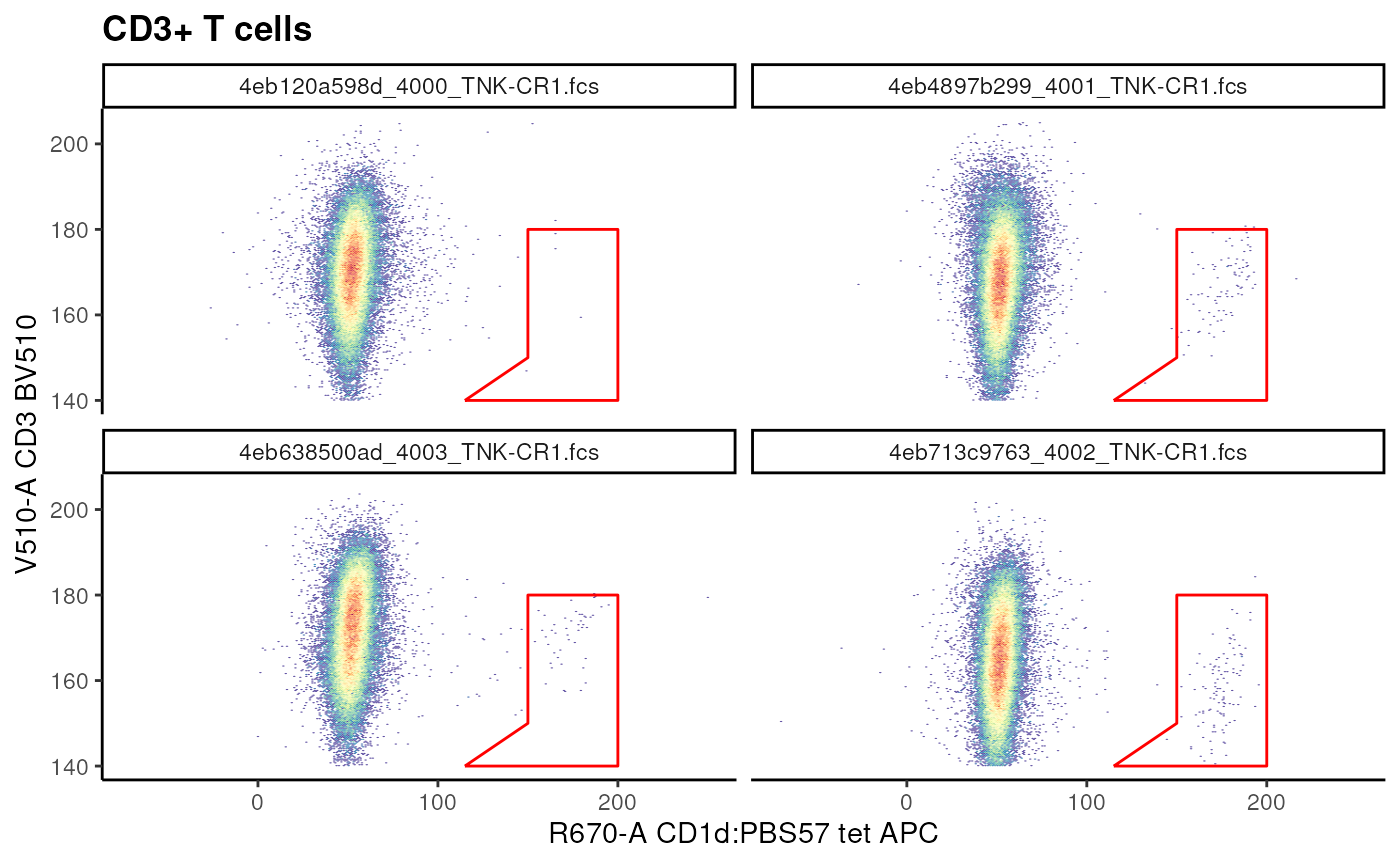 CD3+ T cells
4eb120a598d_4000_TNK-CR1.fcs
4eb4897b299_4001_TNK-CR1.fcs
200
180
160
140
4eb638500ad_4003_TNK-CR1.fcs
4eb713c9763_4002_TNK-CR1.fcs
200
180
160
140
V510-A CD3 BV510
0
100
200
0
100
200
R670-A CD1d:PBS57 tet APC